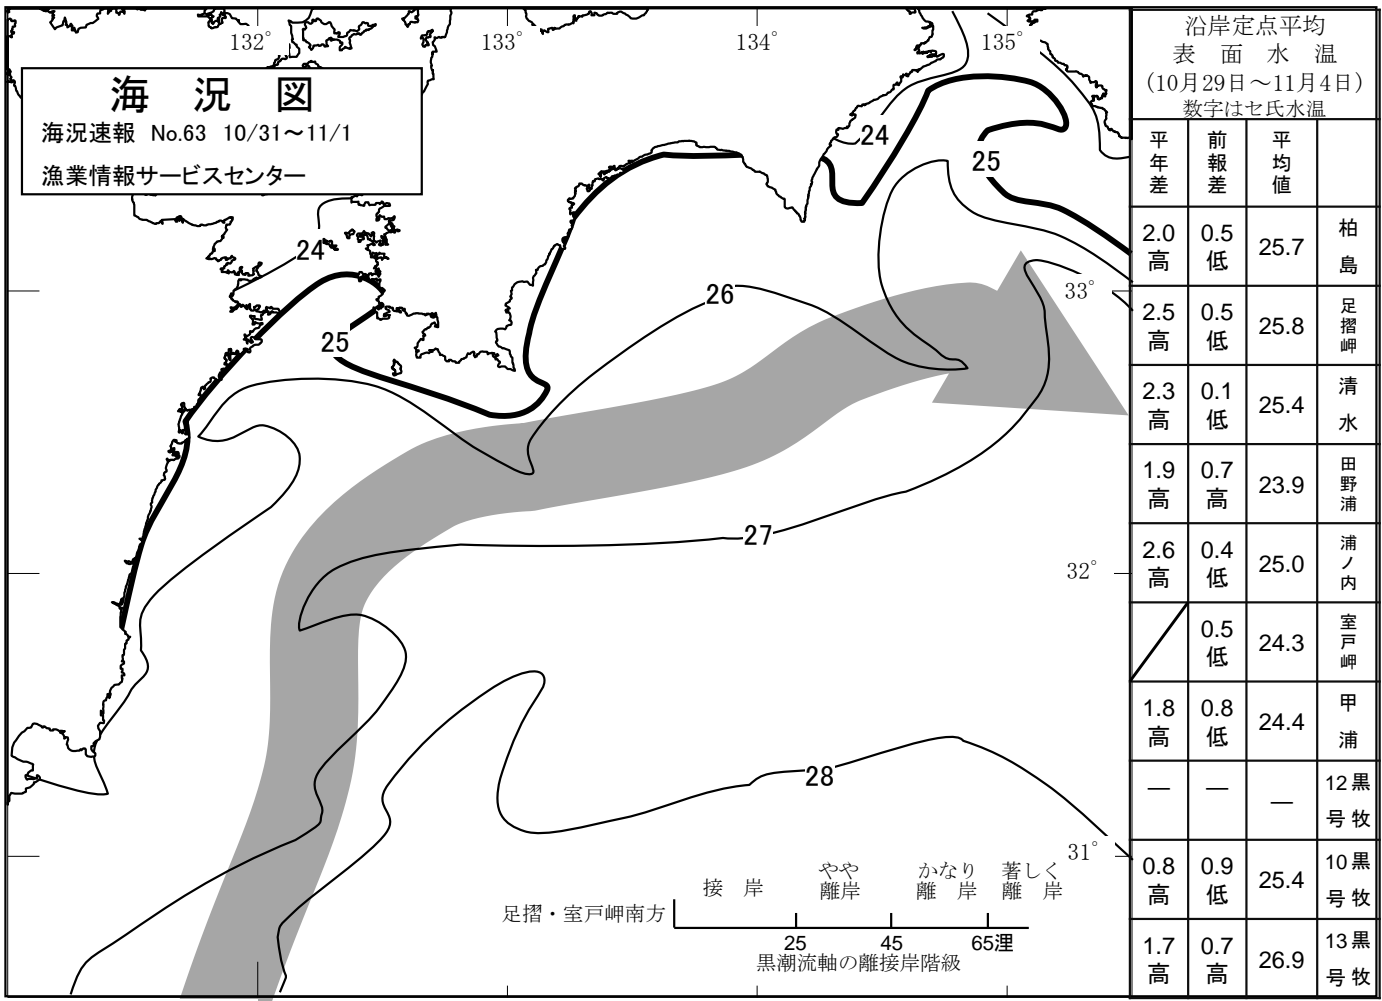 132°
133°
134°
135°
海 況 図
海況速報 No.63 10/31～11/1
漁業情報サービスセンター
24
25
24
25
26
27
28
33°
32°
31°
接 岸
やや
離岸
かなり
離 岸
著しく
離 岸
足摺・室戸岬南方
25
45
65浬
黒潮流軸の離接岸階級
沿岸定点平均
表 面 水 温
(10月29日～11月4日)
数字はセ氏水温
平年差 前報差 平均値
2.0高 0.5低 25.7 柏島
2.5高 0.5低 25.8 足摺岬
2.3高 0.1低 25.4 清水
1.9高 0.7高 23.9 田野浦
2.6高 0.4低 25.0 浦ノ内
0.5低 24.3 室戸岬
1.8高 0.8低 24.4 甲浦
— — — 12号黒牧
0.8高 0.9低 25.4 10号黒牧
1.7高 0.7高 26.9 13号黒牧